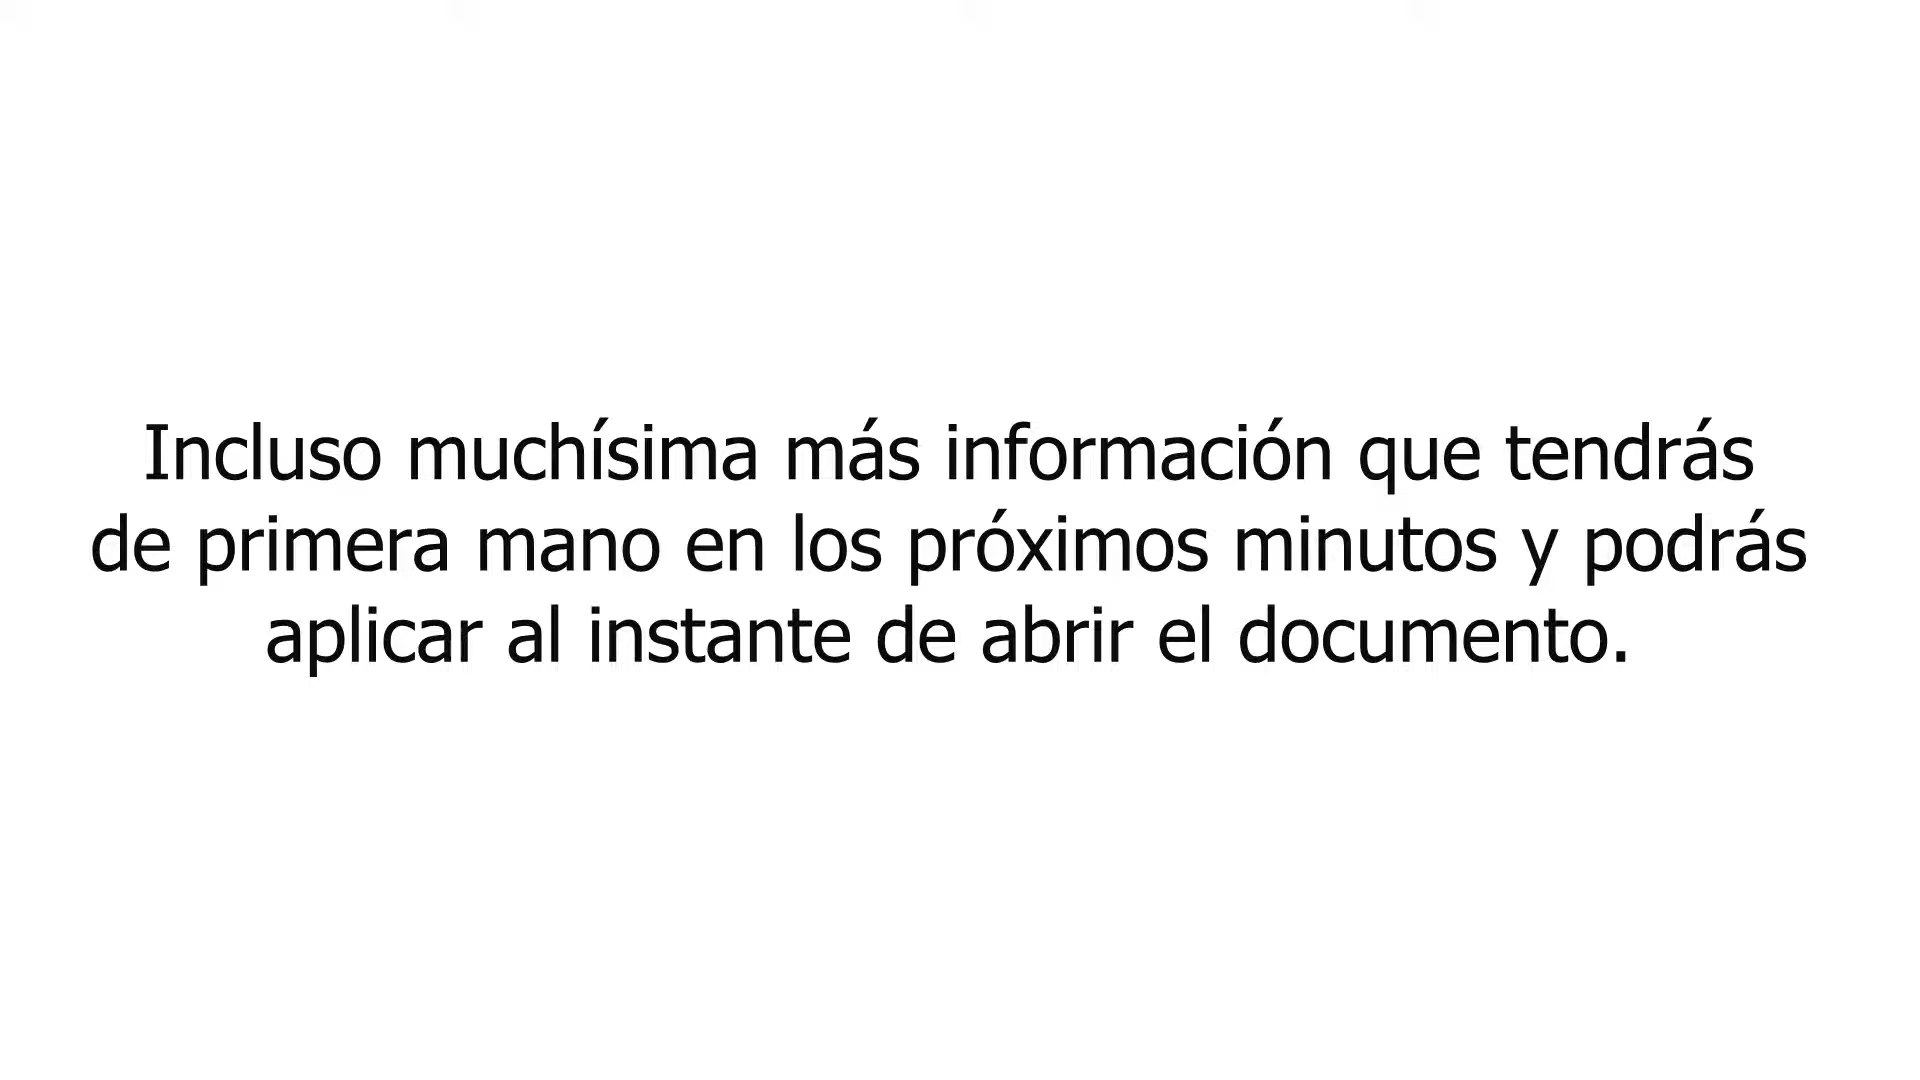 Incluso muchísima más información que tendrás
de primera mano en los próximos minutos y podrás
aplicar al instante de abrir el documento.